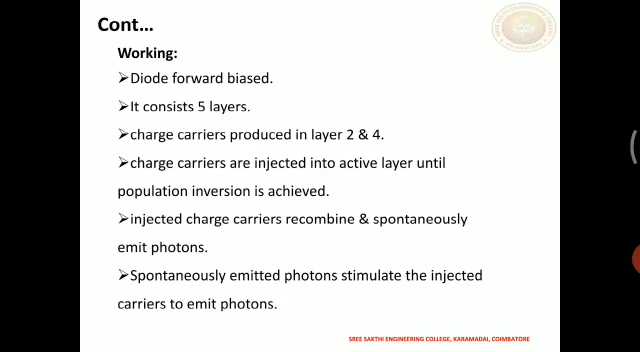 Cont...
Working:
➢Diode forward biased.
➢It consists 5 layers.
➢charge carriers produced in layer 2 & 4.
➢charge carriers are injected into active layer until
population inversion is achieved.
➢injected charge carriers recombine & spontaneously
emit photons.
➢Spontaneously emitted photons stimulate the injected
carriers to emit photons.
SREE SAKTHI ENGINEERING COLLEGE, KARAMADAI, COIMBATORE